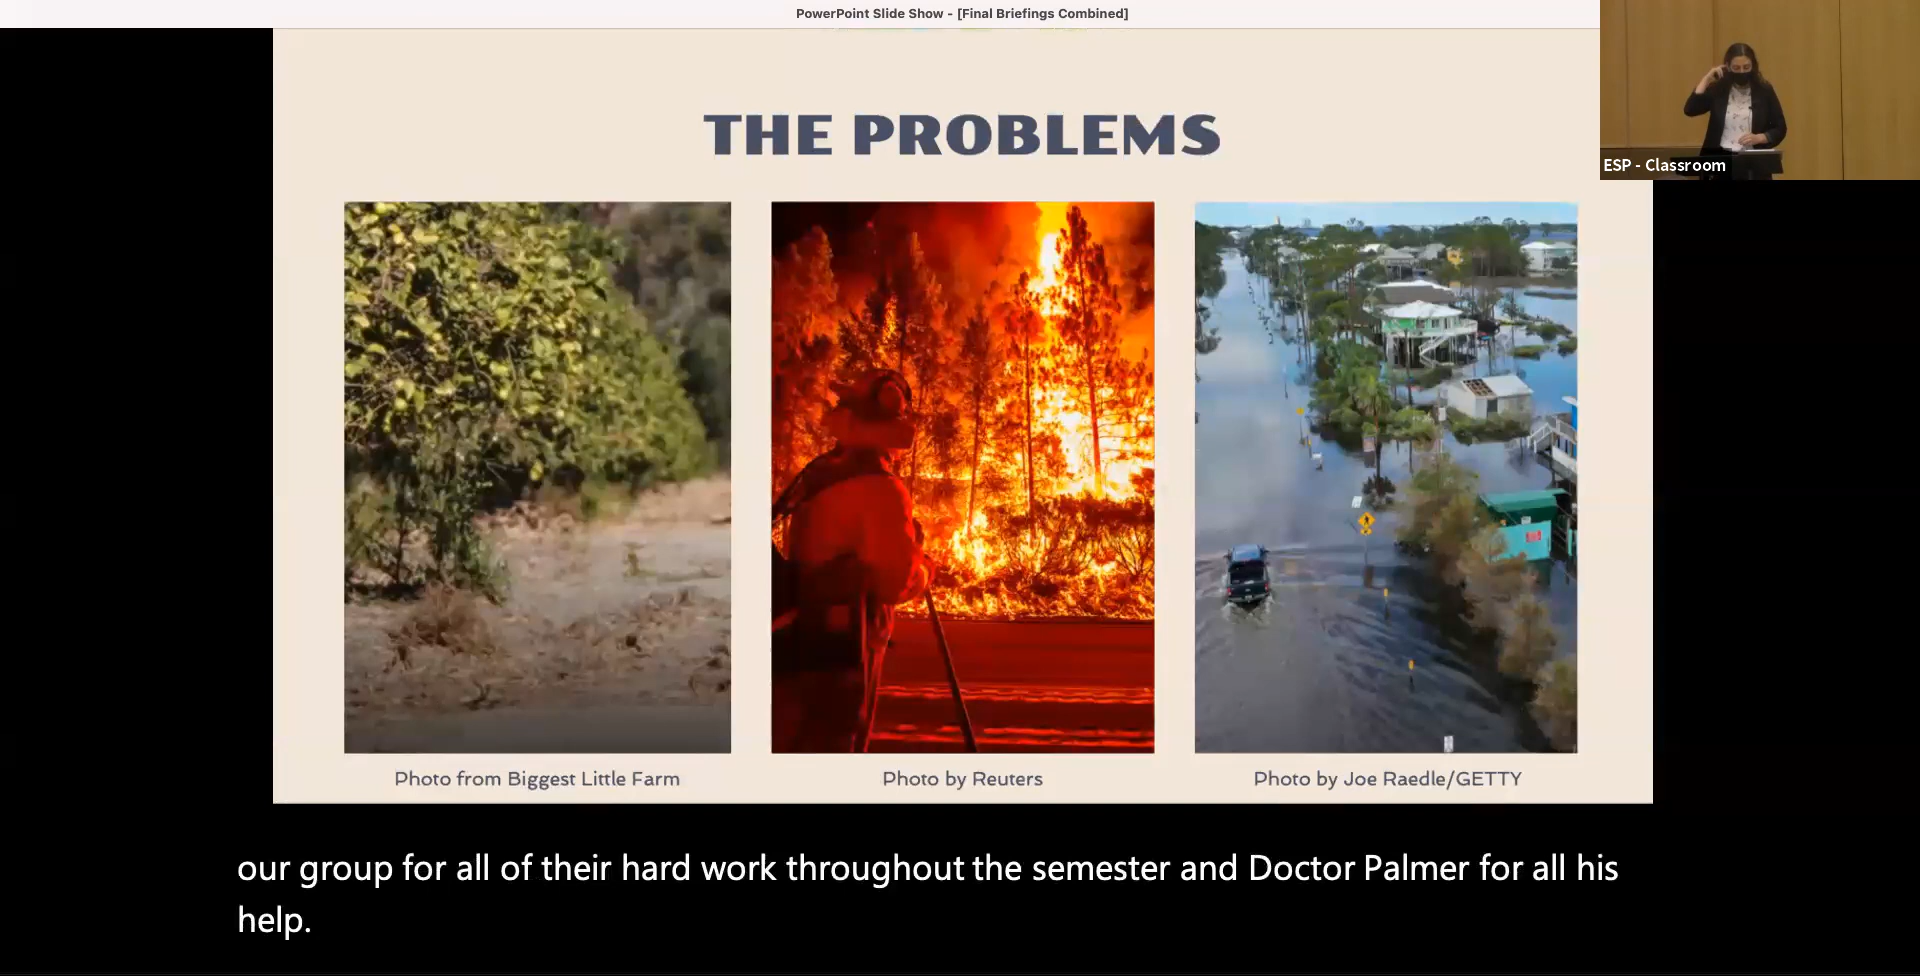 PowerPoint Slide Show - [Final Briefings Combined]
THE PROBLEMS
ESP - Classroom
Photo from Biggest Little Farm
Photo by Reuters
Photo by Joe Raedle/GETTY
our group for all of their hard work throughout the semester and Doctor Palmer for all his
help.